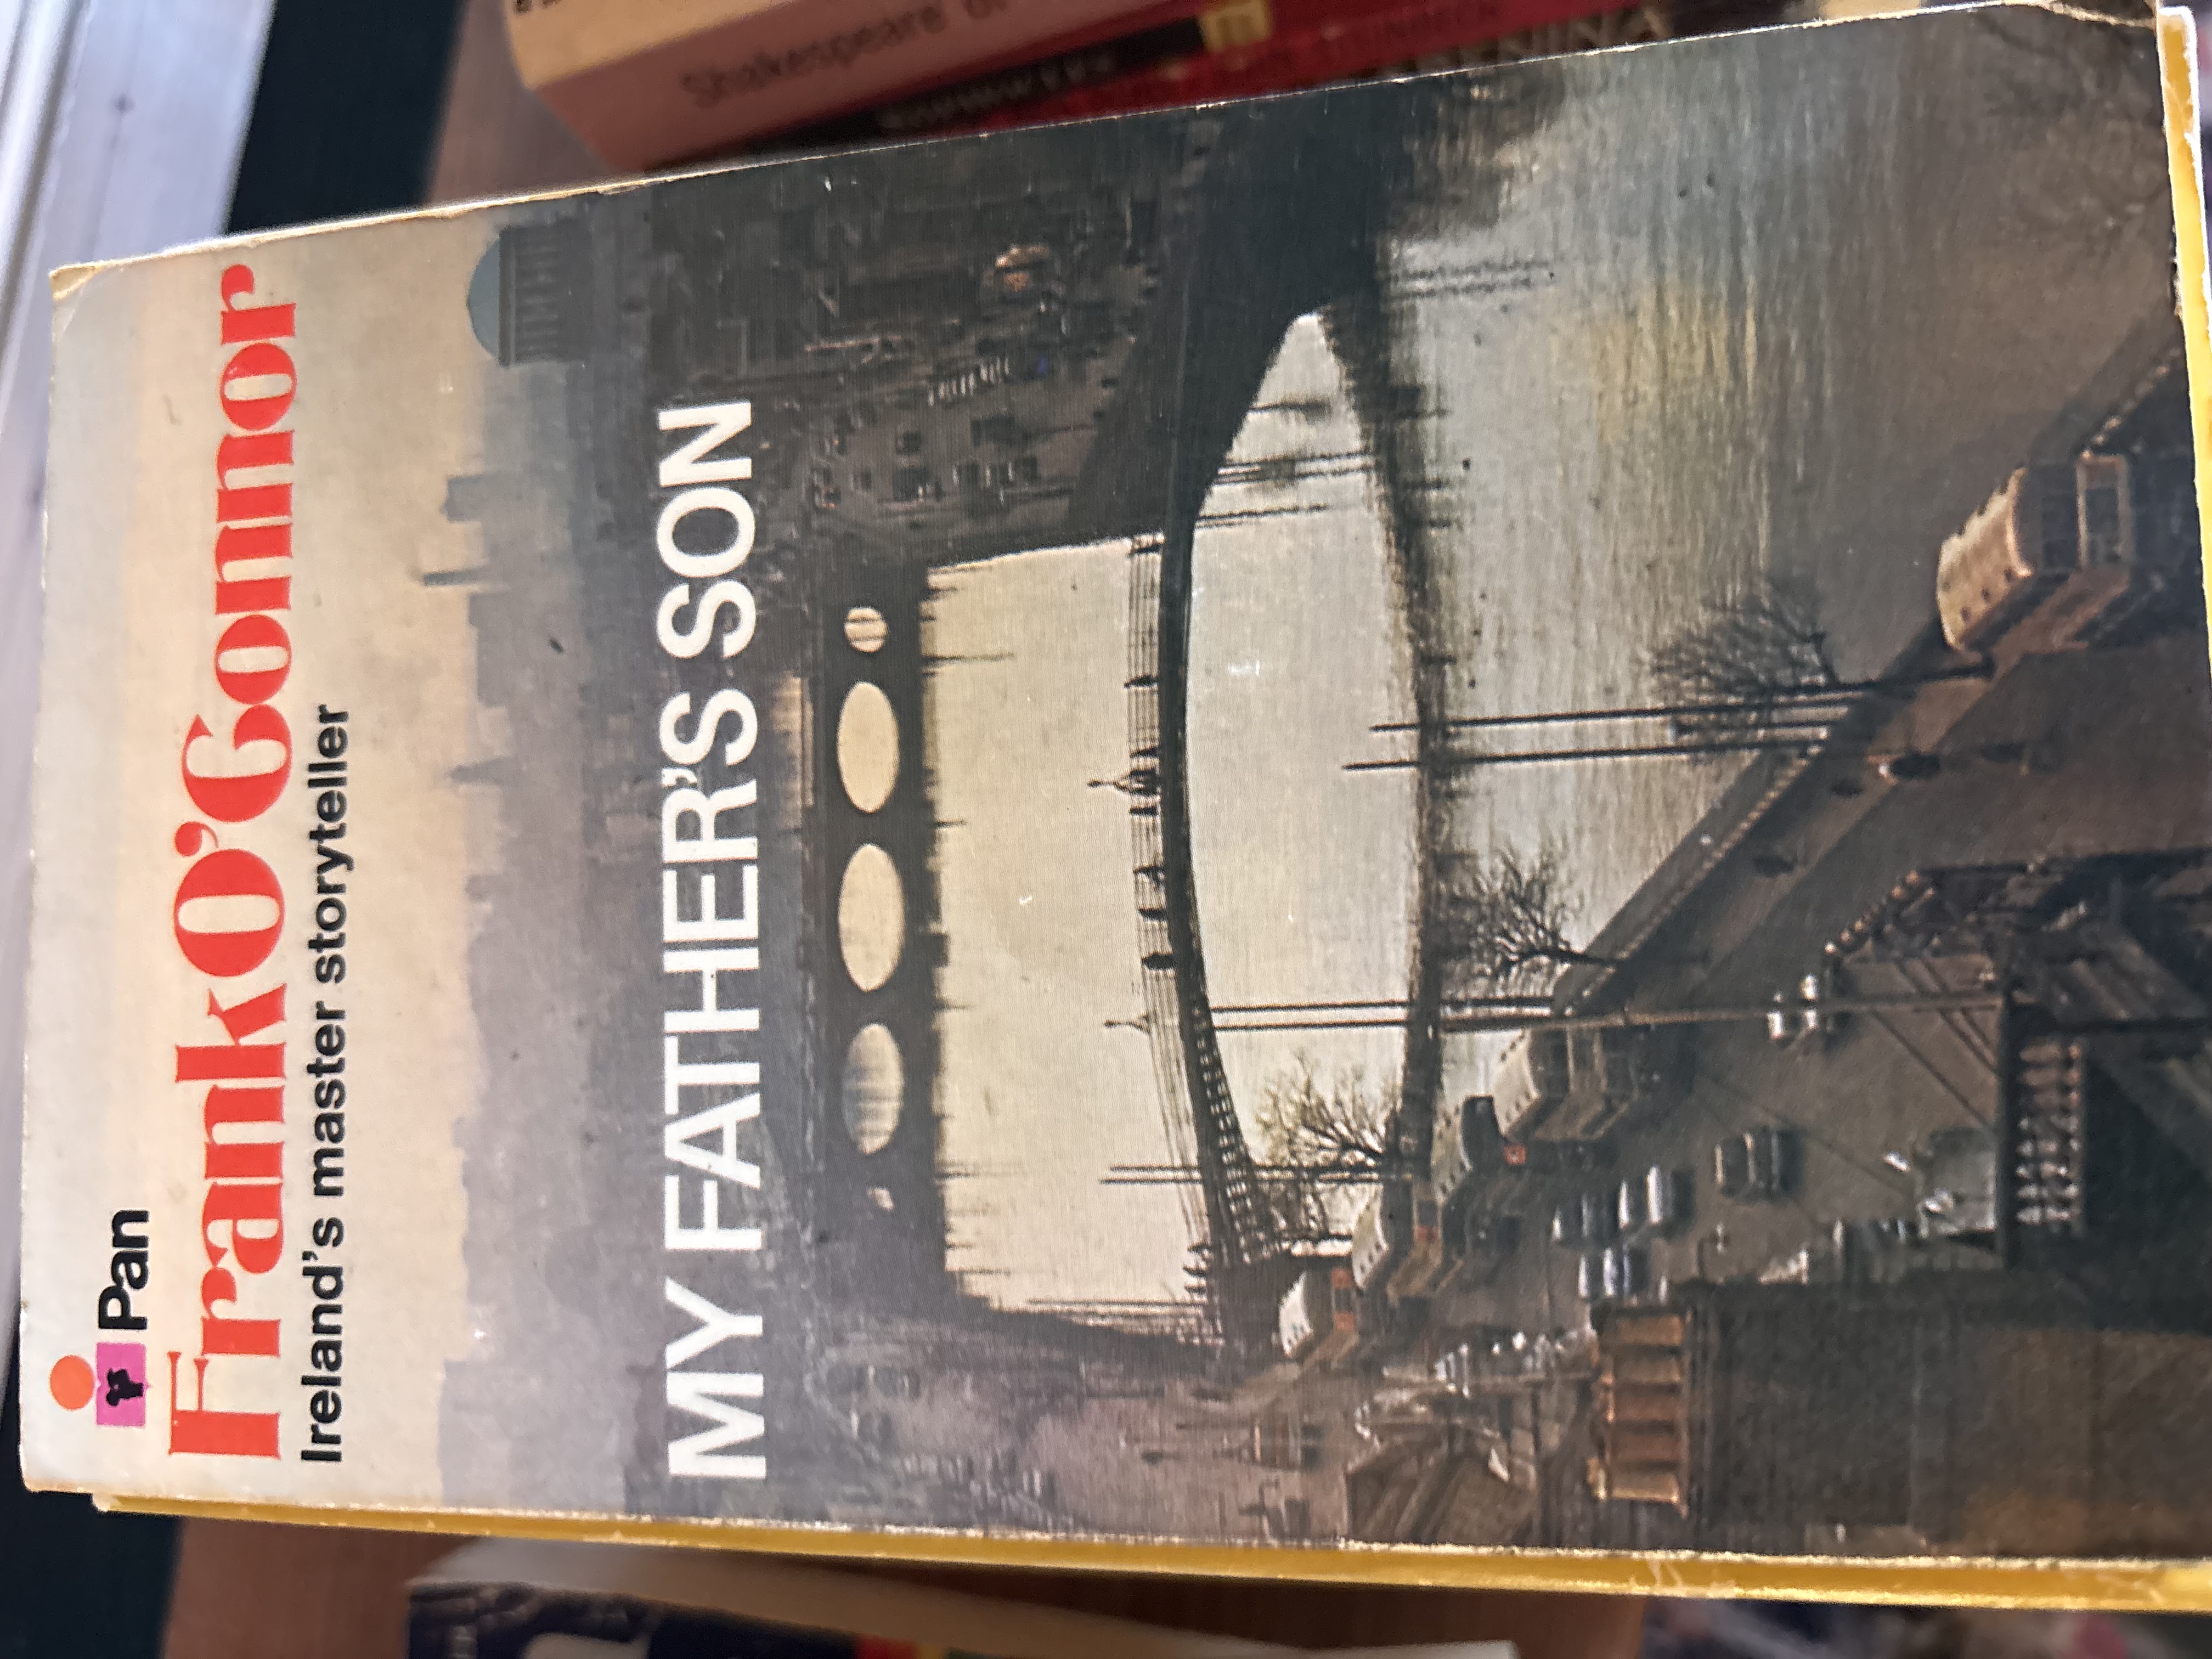 Pan
Frank O'Connor
Ireland's master storyteller
MY FATHER'S SON
Shakespeare